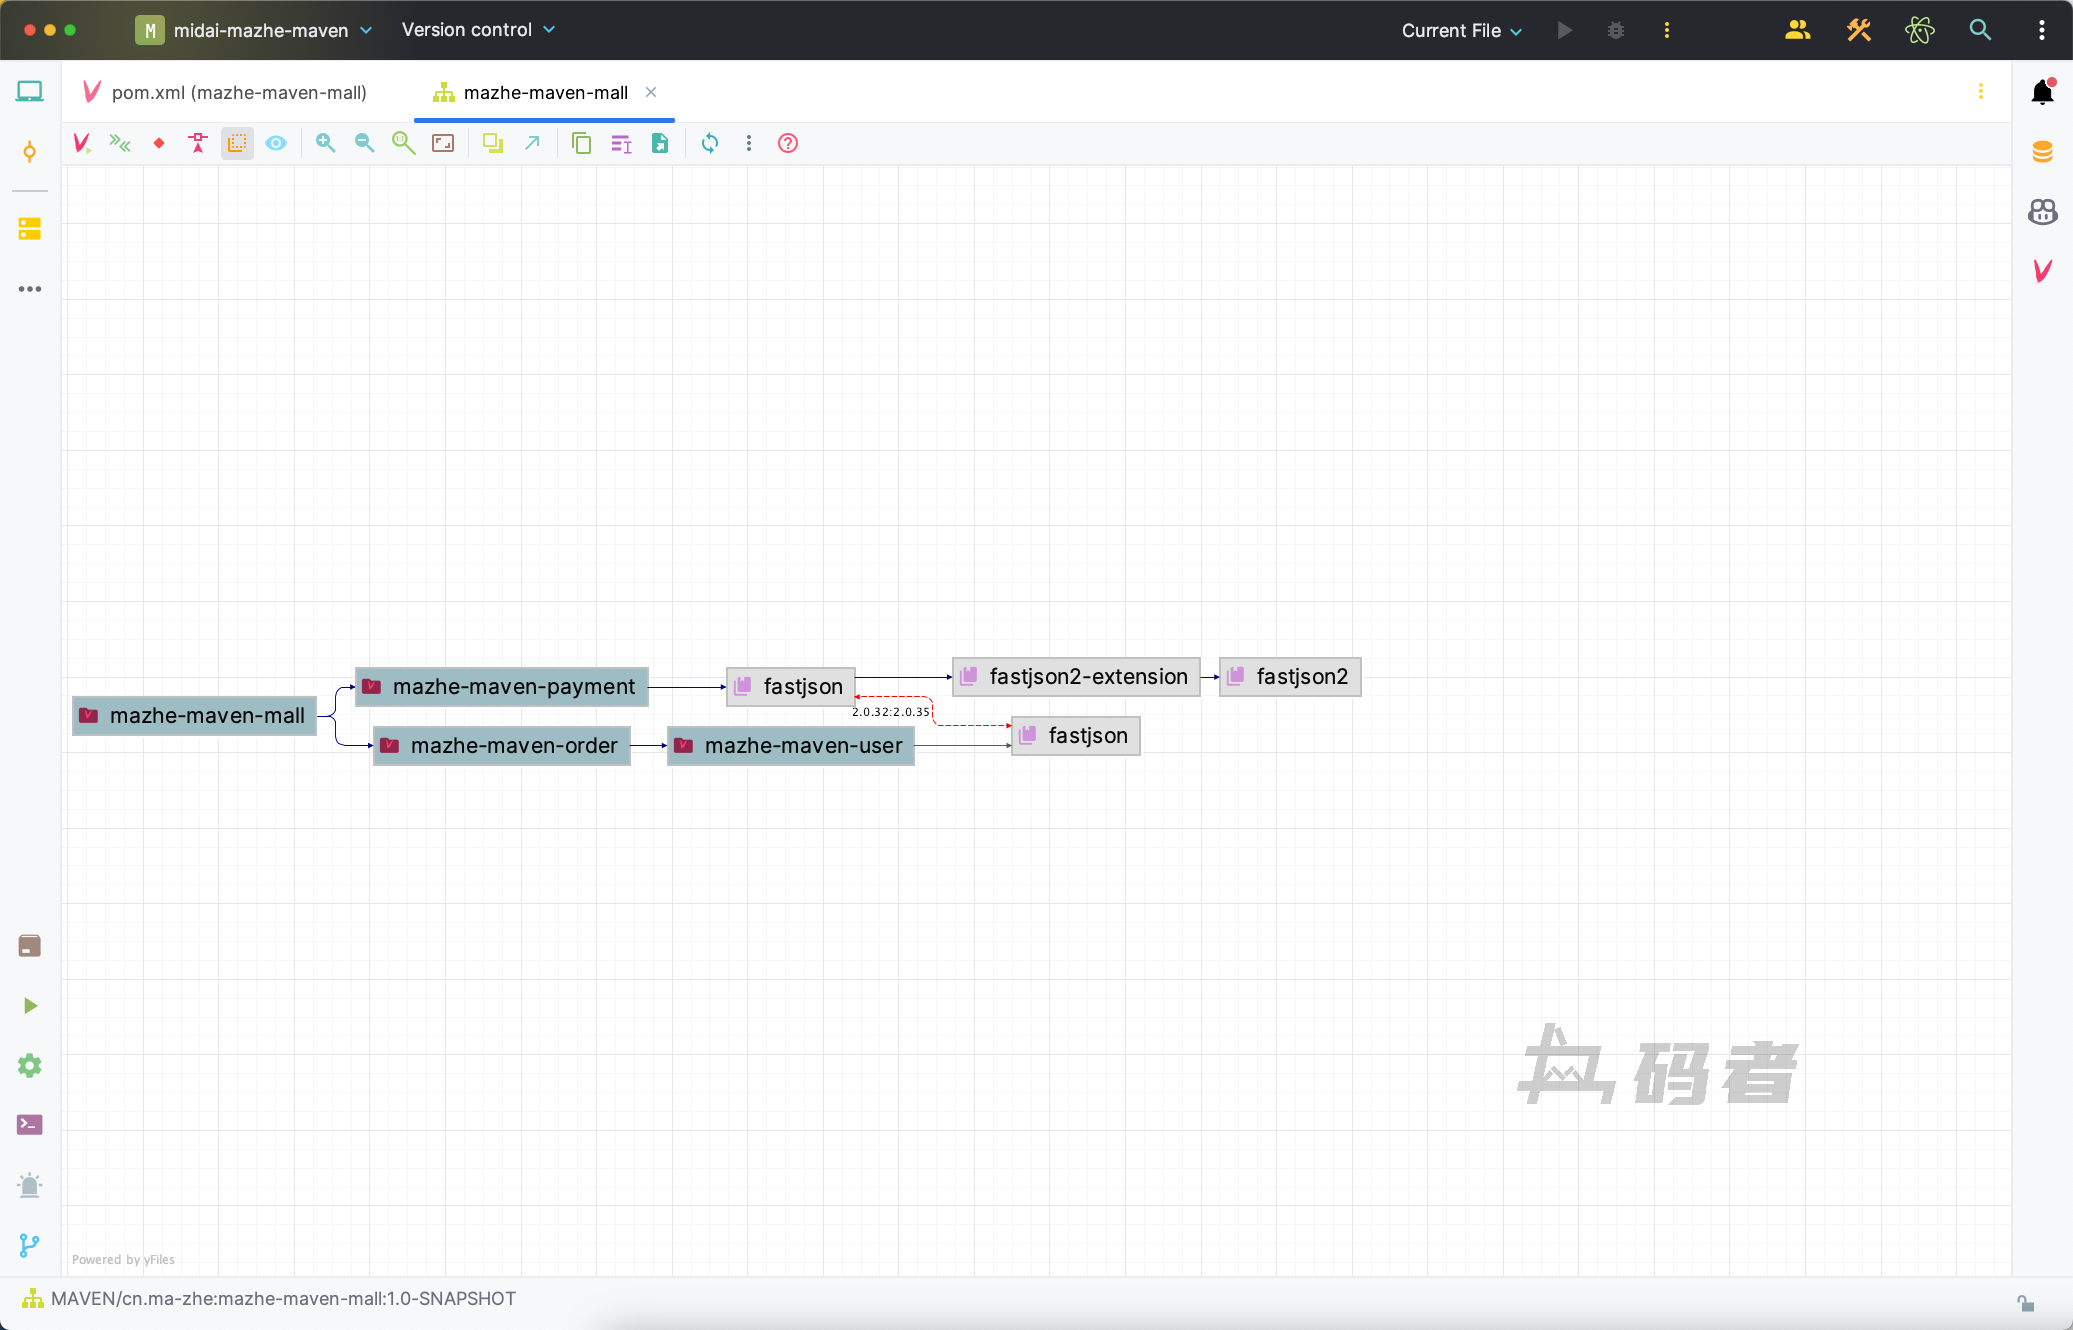 M midai-mazhe-maven
Version control
Current File
pom.xml (mazhe-maven-mall)
mazhe-maven-mall
fastjson2-extension
fastjson2
mazhe-maven-payment
fastjson
mazhe-maven-mall
2.0.32:2.0.35
mazhe-maven-order
mazhe-maven-user
fastjson
码者
Powered by yFiles
MAVEN/cn.ma-zhe:mazhe-maven-mall:1.0-SNAPSHOT